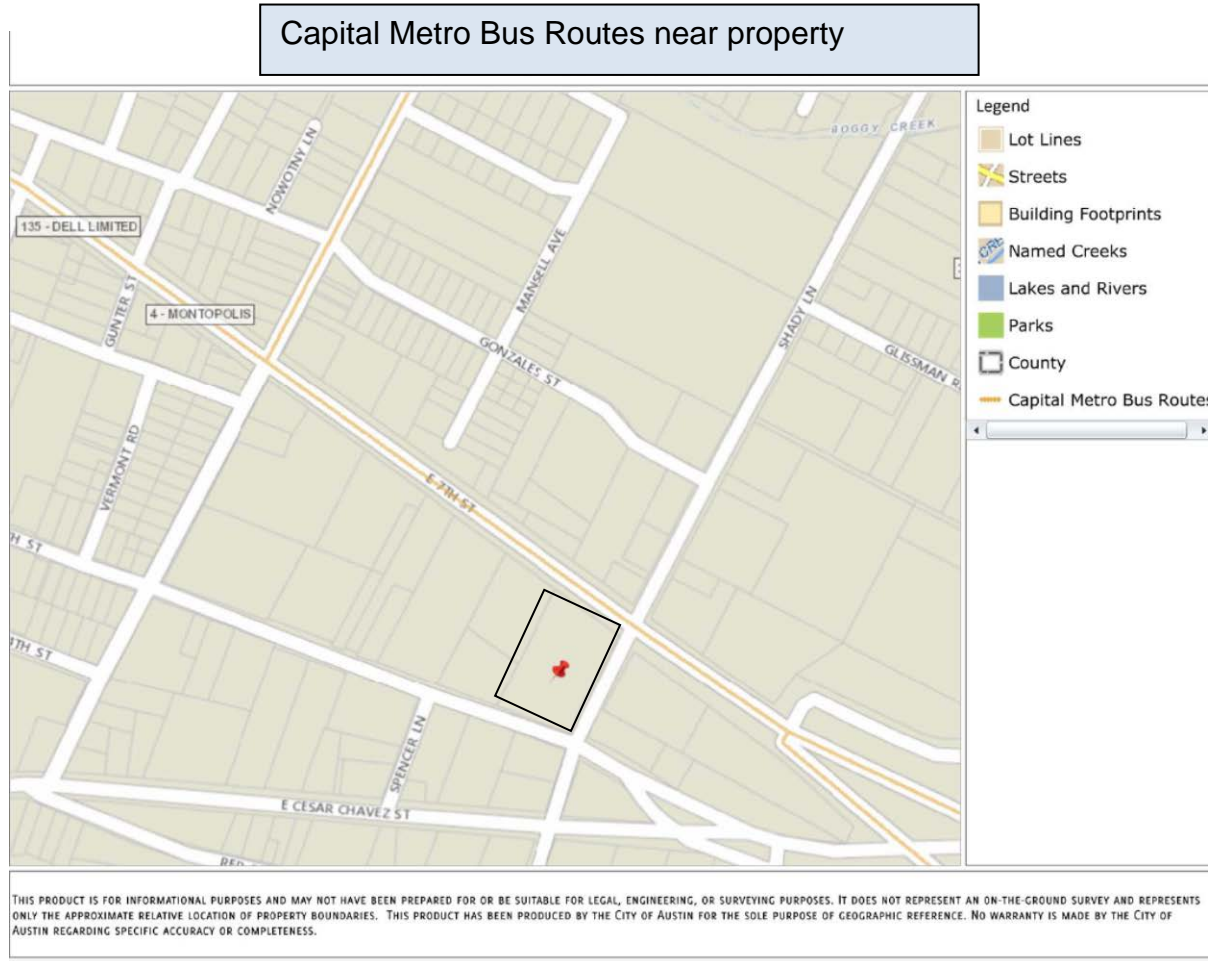 Capital Metro Bus Routes near property
BOGGY CREEK
NOWOTNY LN
135 - DELL LIMITED
MANSELL AVE
GUNTER ST
4 - MONTOPOLIS
SHADY LN
GONZALES ST
GLISSMAN
VERMONT RD
E 7TH ST
ST
SPENCER LN
E CESAR CHAVEZ ST
Legend
Lot Lines
Streets
Building Footprints
Named Creeks
Lakes and Rivers
Parks
County
Capital Metro Bus Routes
THIS PRODUCT IS FOR INFORMATIONAL PURPOSES AND MAY NOT HAVE BEEN PREPARED FOR OR BE SUITABLE FOR LEGAL, ENGINEERING, OR SURVEYING PURPOSES. IT DOES NOT REPRESENT AN ON-THE-GROUND SURVEY AND REPRESENTS
ONLY THE APPROXIMATE RELATIVE LOCATION OF PROPERTY BOUNDARIES. THIS PRODUCT HAS BEEN PRODUCED BY THE CITY OF AUSTIN FOR THE SOLE PURPOSE OF GEOGRAPHIC REFERENCE. NO WARRANTY IS MADE BY THE CITY OF
AUSTIN REGARDING SPECIFIC ACCURACY OR COMPLETENESS.